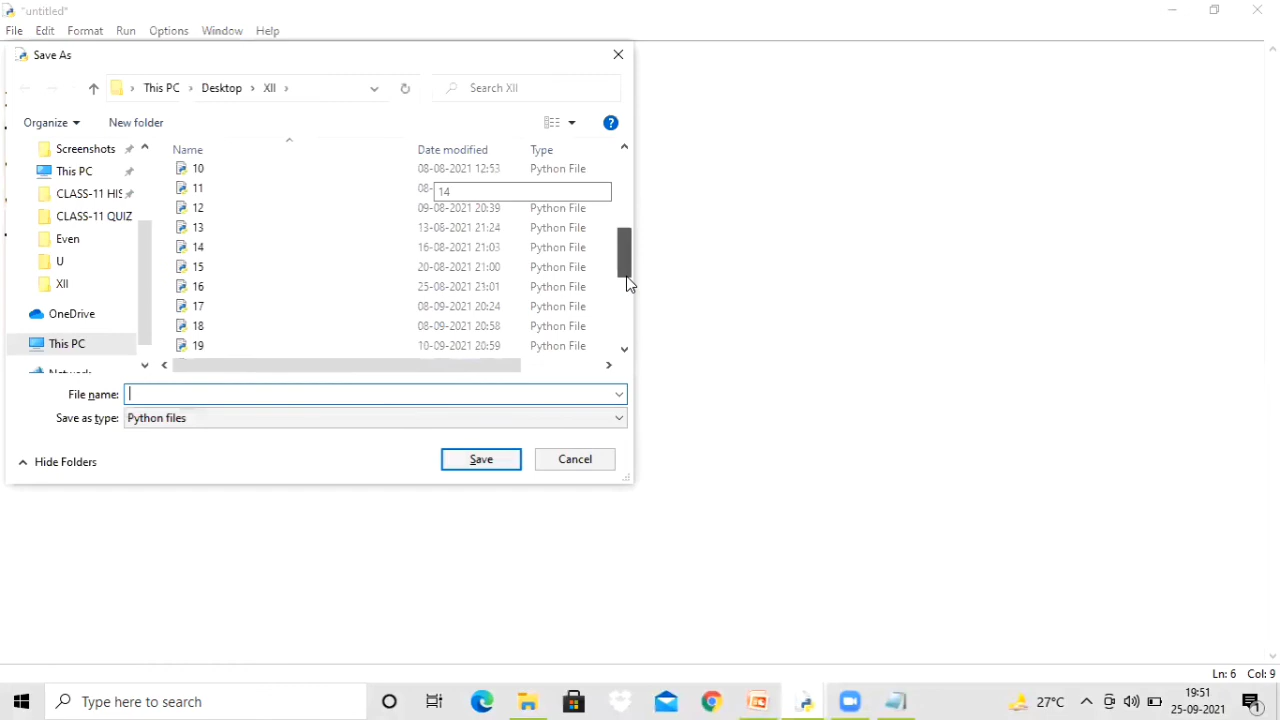 *untitled*
File Edit Format Run Options Window Help
Save As
This PC Desktop XII Search XII
Organize New folder
Screenshots
This PC
CLASS-11 HIS
CLASS-11 QUIZ
Even
U
XII
OneDrive
This PC
Network
Name Date modified Type
10 08-08-2021 12:53 Python File
11 08-
14
12 09-08-2021 20:39 Python File
13 13-08-2021 21:24 Python File
14 16-08-2021 21:03 Python File
15 20-08-2021 21:00 Python File
16 25-08-2021 21:01 Python File
17 08-09-2021 20:24 Python File
18 08-09-2021 20:58 Python File
19 10-09-2021 20:59 Python File
File name:
Save as type: Python files
Hide Folders Save Cancel
Ln: 6 Col: 9
Type here to search 27°C 19:51
25-09-2021 1